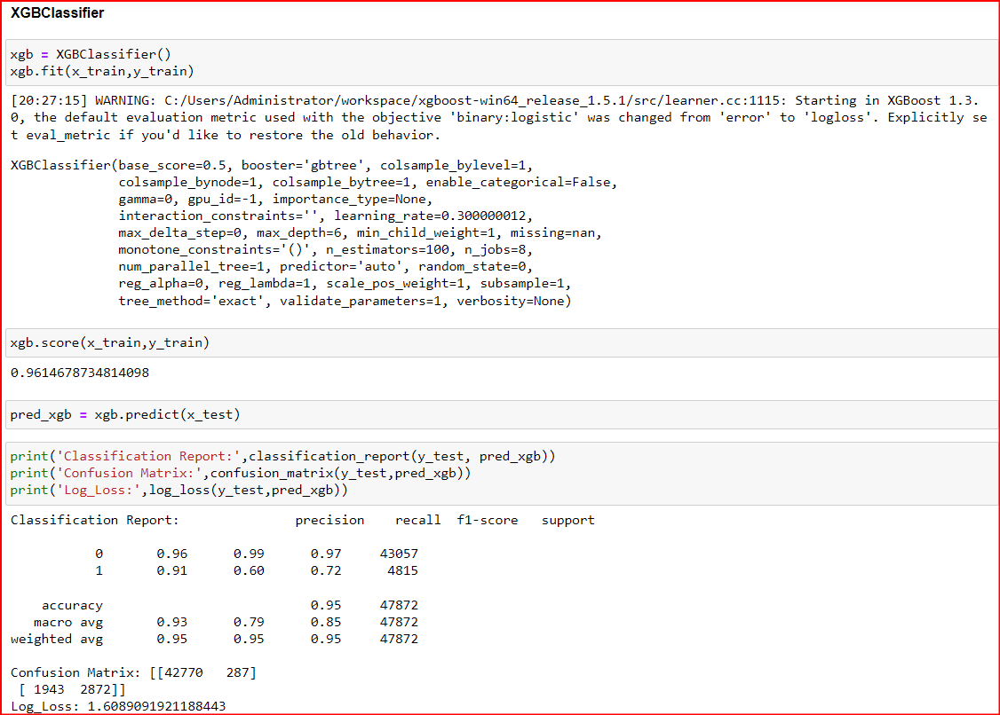 XGBClassifier
xgb = XGBClassifier()
xgb.fit(x_train,y_train)
[20:27:15] WARNING: C:/Users/Administrator/workspace/xgboost-win64_release_1.5.1/src/learner.cc:1115: Starting in XGBoost 1.3.
0, the default evaluation metric used with the objective 'binary:logistic' was changed from 'error' to 'logloss'. Explicitly se
t eval_metric if you'd like to restore the old behavior.
XGBClassifier(base_score=0.5, booster='gbtree', colsample_bylevel=1,
              colsample_bynode=1, colsample_bytree=1, enable_categorical=False,
              gamma=0, gpu_id=-1, importance_type=None,
              interaction_constraints='', learning_rate=0.300000012,
              max_delta_step=0, max_depth=6, min_child_weight=1, missing=nan,
              monotone_constraints='()', n_estimators=100, n_jobs=8,
              num_parallel_tree=1, predictor='auto', random_state=0,
              reg_alpha=0, reg_lambda=1, scale_pos_weight=1, subsample=1,
              tree_method='exact', validate_parameters=1, verbosity=None)
xgb.score(x_train,y_train)
0.9614678734814098
pred_xgb = xgb.predict(x_test)
print('Classification Report:',classification_report(y_test, pred_xgb))
print('Confusion Matrix:',confusion_matrix(y_test,pred_xgb))
print('Log_Loss:',log_loss(y_test,pred_xgb))
Classification Report:               precision    recall  f1-score   support
           0       0.96      0.99      0.97     43057
           1       0.91      0.60      0.72      4815
    accuracy                           0.95     47872
   macro avg       0.93      0.79      0.85     47872
weighted avg       0.95      0.95      0.95     47872
Confusion Matrix: [[42770   287]
 [ 1943  2872]]
Log_Loss: 1.6089091921188443